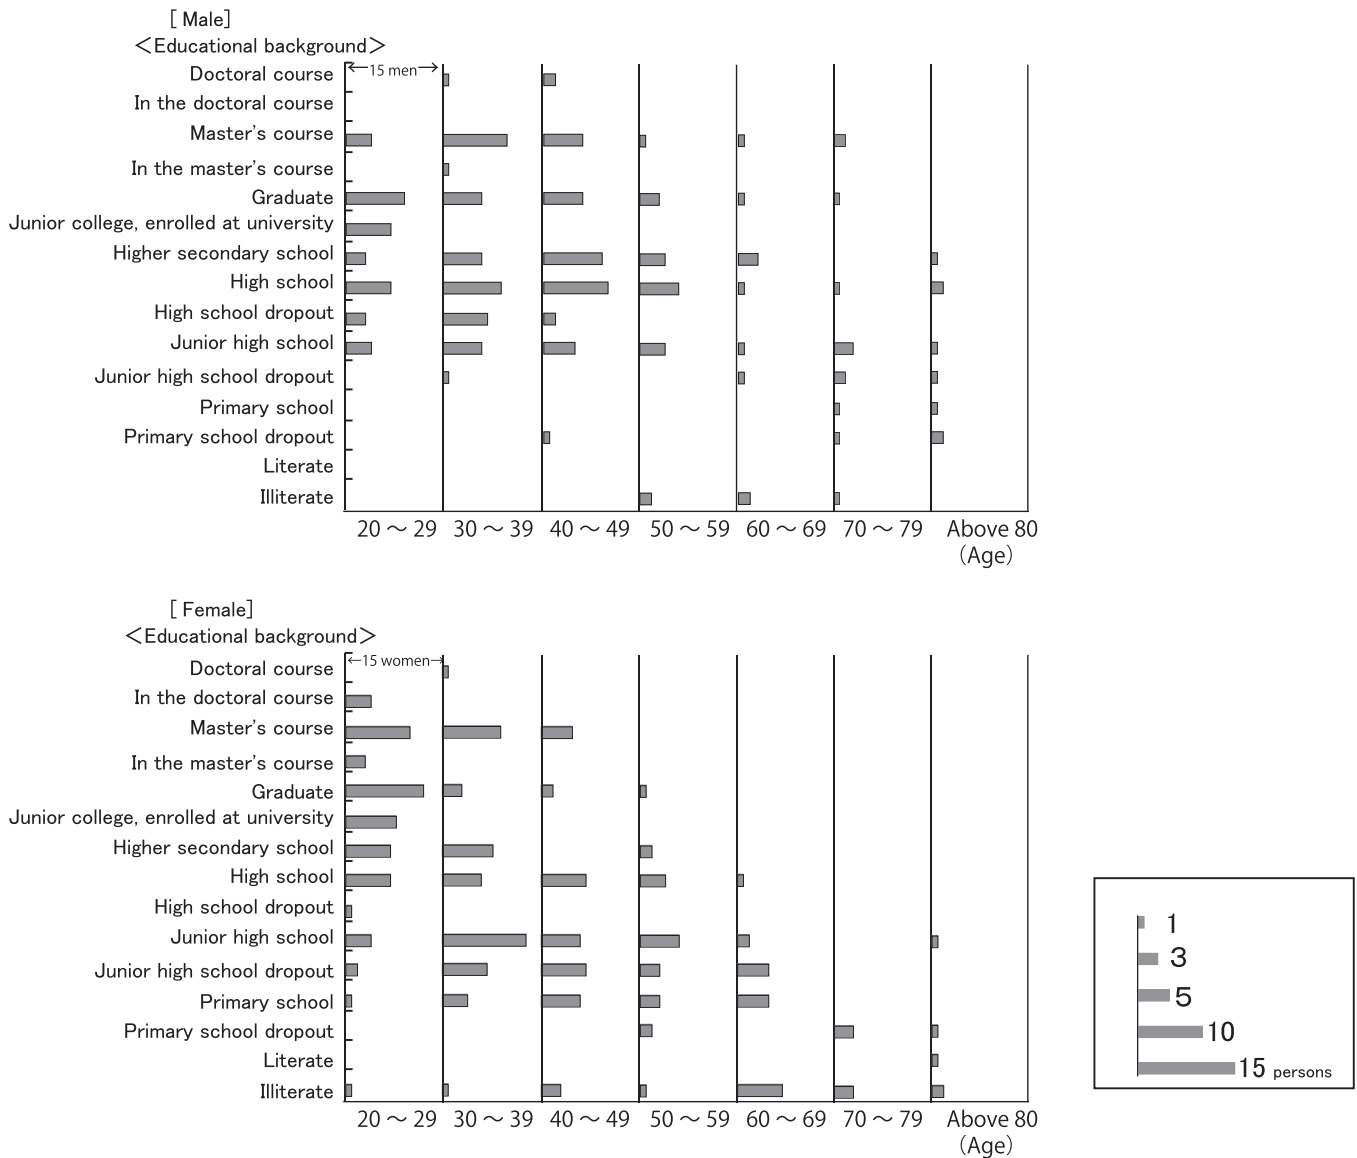 [ Male]
<Educational background>
←15 men→
Doctoral course
In the doctoral course
Master's course
In the master's course
Graduate
Junior college, enrolled at university
Higher secondary school
High school
High school dropout
Junior high school
Junior high school dropout
Primary school
Primary school dropout
Literate
Illiterate
20 ~ 29 30 ~ 39 40 ~ 49 50 ~ 59 60 ~ 69 70 ~ 79 Above 80
(Age)
[ Female]
<Educational background>
←15 women→
Doctoral course
In the doctoral course
Master's course
In the master's course
Graduate
Junior college, enrolled at university
Higher secondary school
High school
High school dropout
Junior high school
Junior high school dropout
Primary school
Primary school dropout
Literate
Illiterate
20 ~ 29 30 ~ 39 40 ~ 49 50 ~ 59 60 ~ 69 70 ~ 79 Above 80
(Age)
1
3
5
10
15 persons